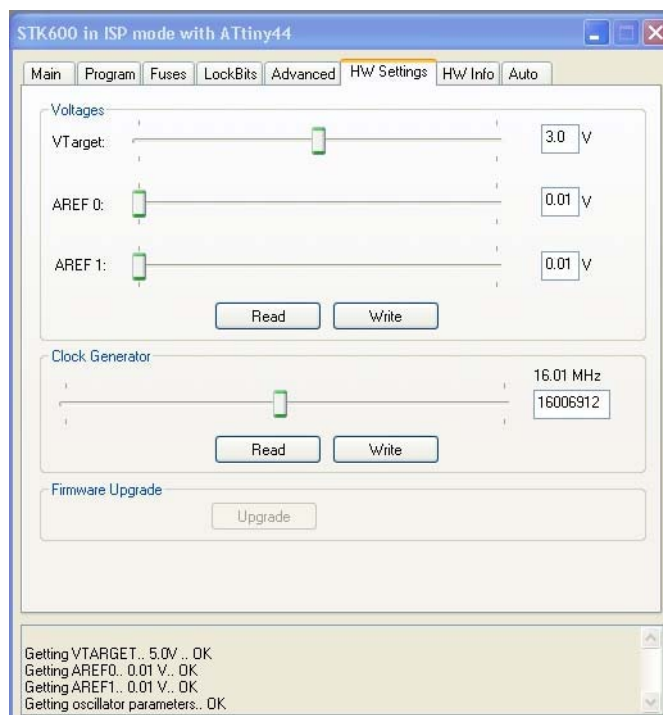 STK600 in ISP mode with ATtiny44
Main Program Fuses LockBits Advanced HW Settings HW Info Auto
Voltages
VTarget: 3.0 V
AREF 0: 0.01 V
AREF 1: 0.01 V
Read Write
Clock Generator
16.01 MHz
16006912
Read Write
Firmware Upgrade
Upgrade
Getting VTARGET.. 5.0V .. OK
Getting AREF0.. 0.01 V.. OK
Getting AREF1.. 0.01 V.. OK
Getting oscillator parameters.. OK